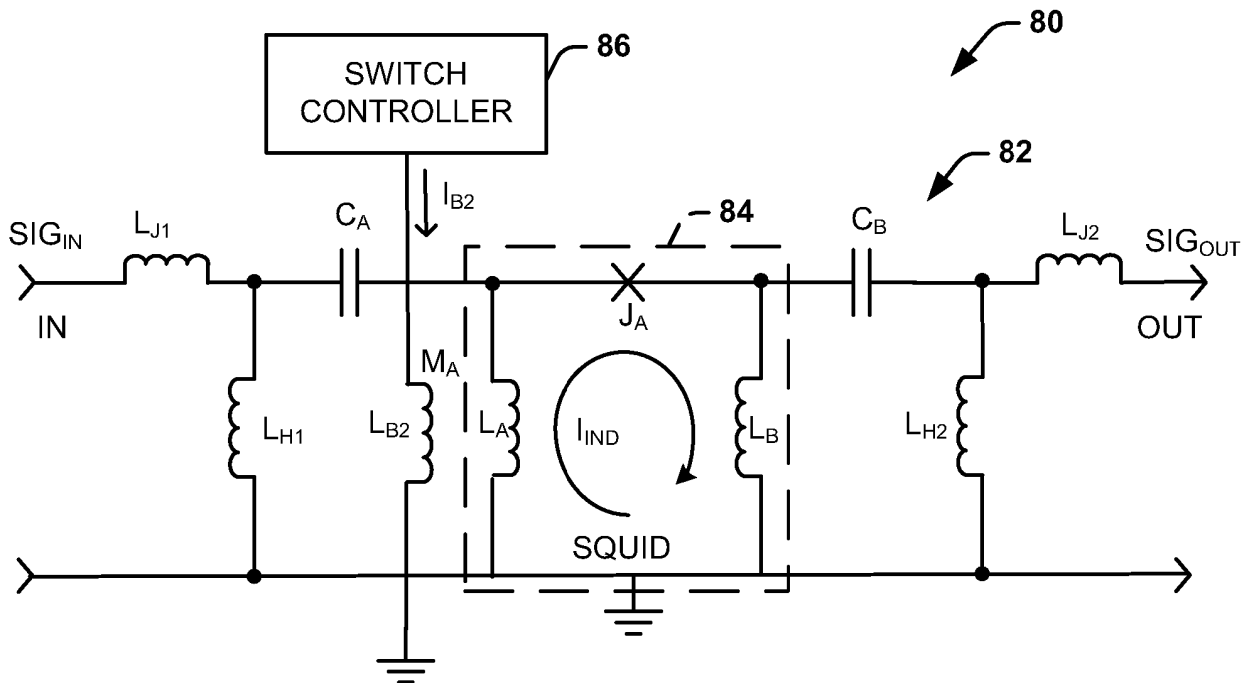 80
86
SWITCH
CONTROLLER
82
I_B2
84
C_A
C_B
L_J1
L_J2
SIG_IN
SIG_OUT
IN
J_A
OUT
M_A
L_H1
L_B2
L_A
I_IND
L_B
L_H2
SQUID